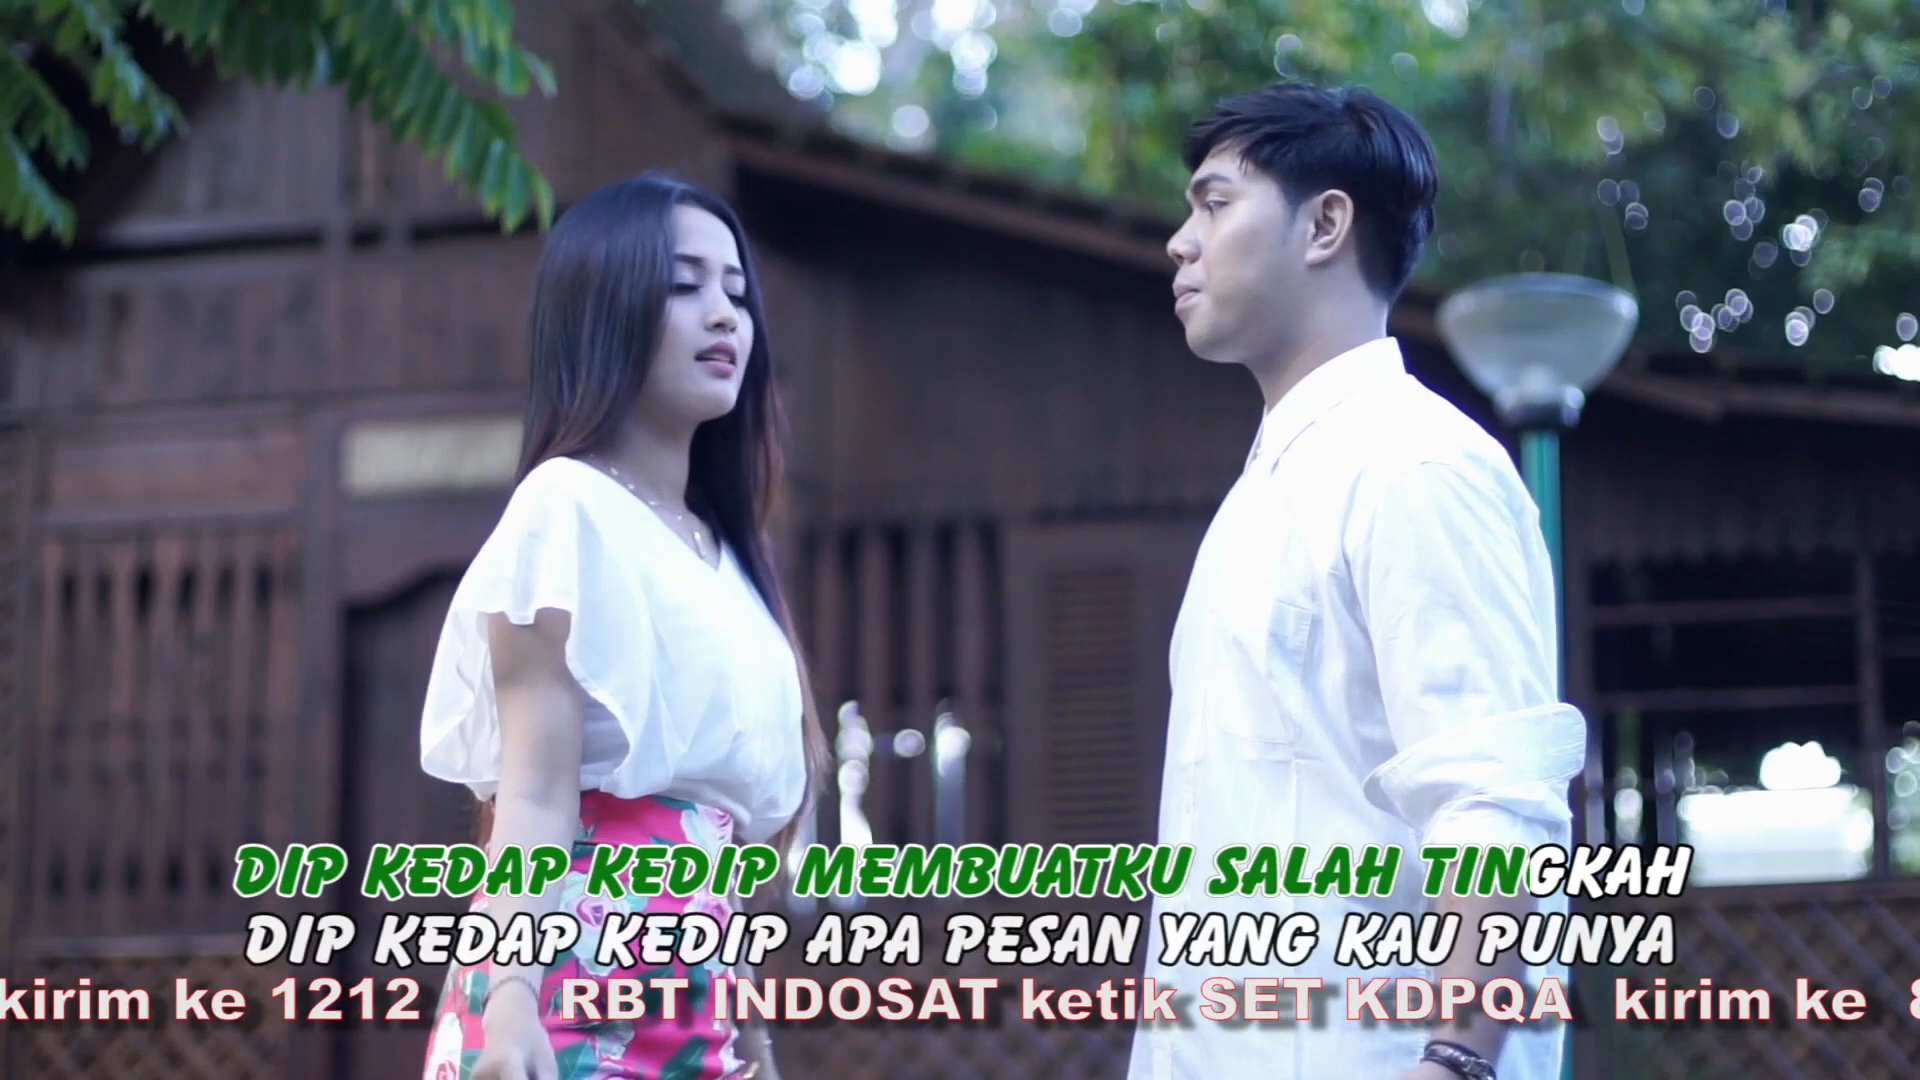 DIP KEDAP KEDIP MEMBUATKU SALAH TINGKAH
DIP KEDAP KEDIP APA PESAN YANG KAU PUNYA
kirim ke 1212 RBT INDOSAT ketik SET KDPQA kirim ke